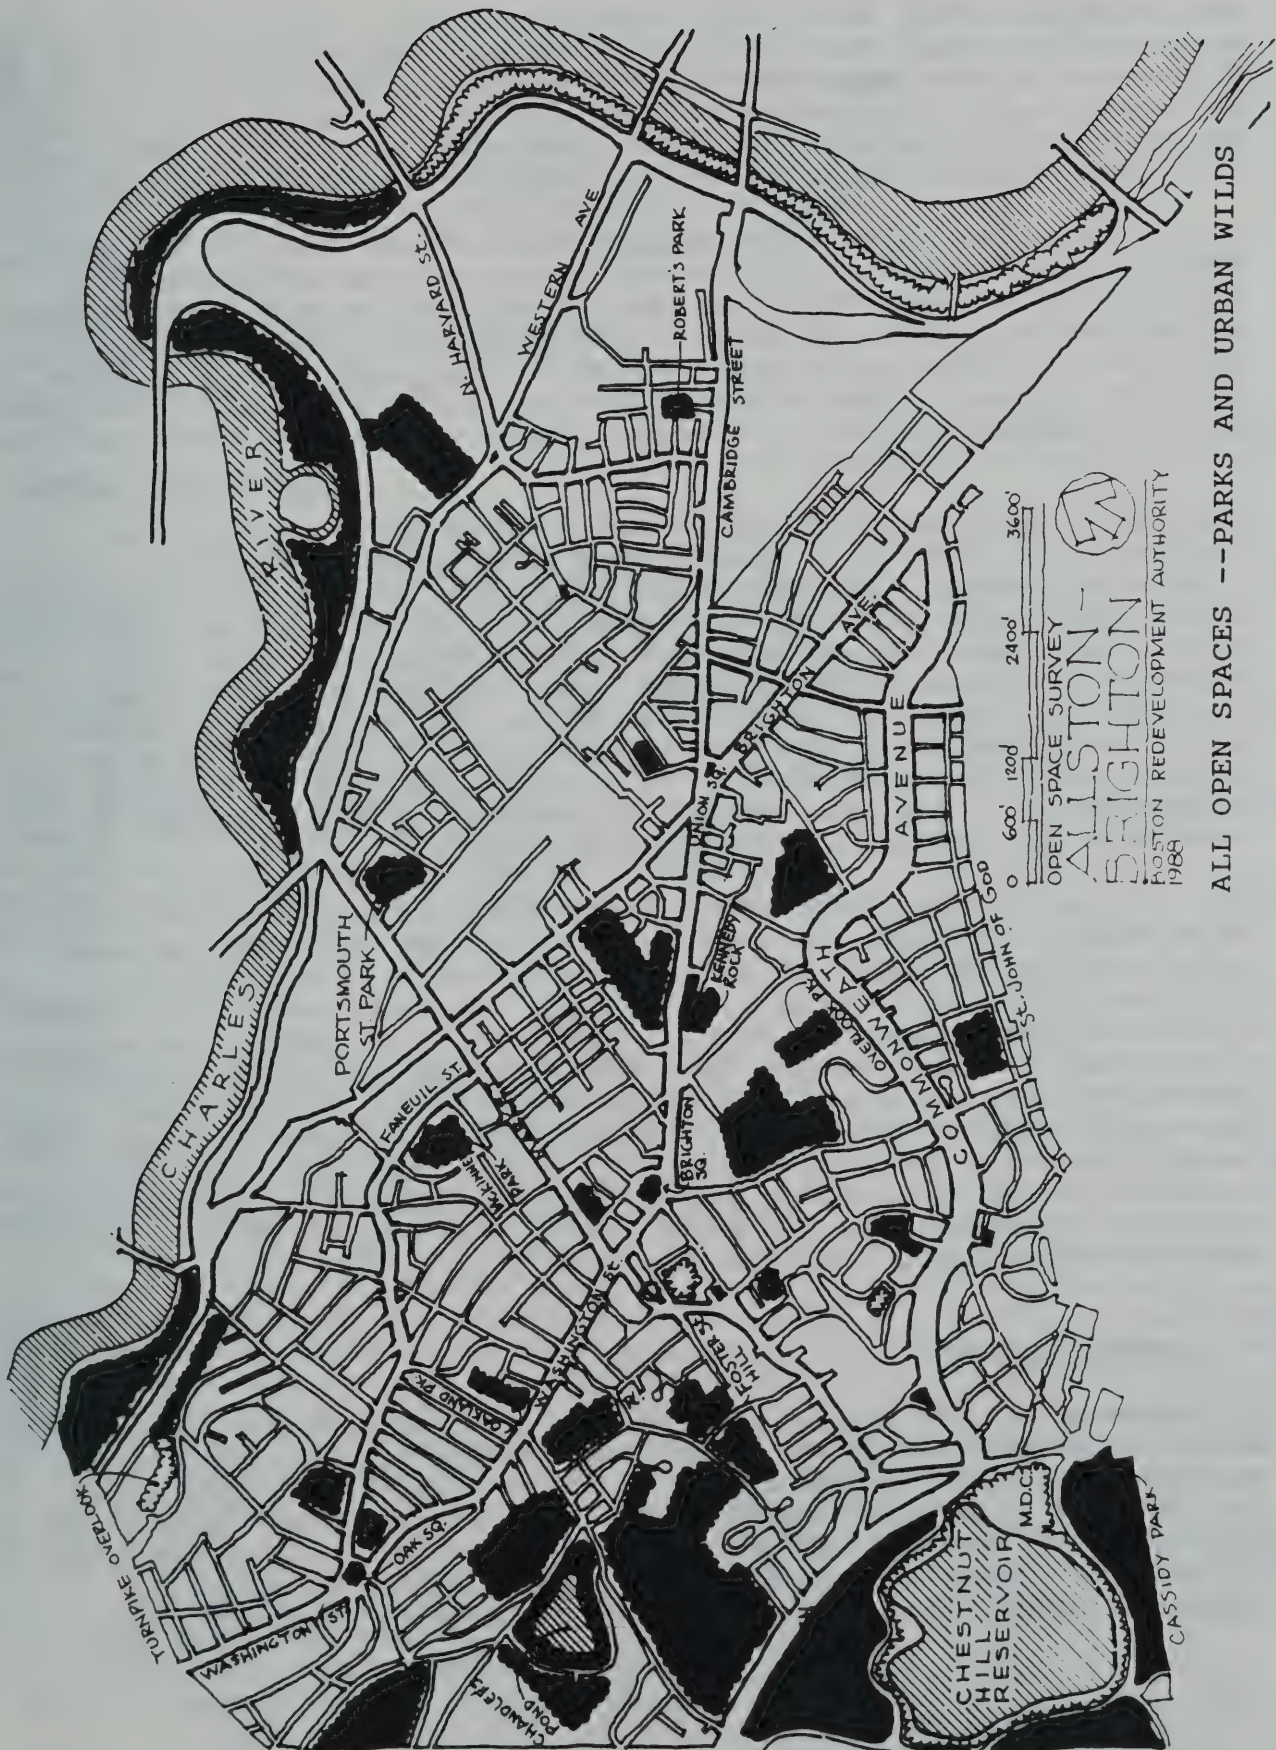 CHARLES
RIVER
N. HARVARD St.
WESTERN AVE
ROBERT'S PARK
CAMBRIDGE STREET
PORTSMOUTH
ST. PARK
FANEUIL ST.
McKINNEY
PARK
MARKET
UNION SQ.
BRIGHTON AVE.
KENNEDY
ROCK
BRIGHTON
SQ.
OVERLOOK PK.
COMMONWEATH AVENUE
St. JOHN OF GOD
WASHINGTON St.
OAKLAND PK.
FOSTER ST.
HILL
TURNPIKE OVERLOOK
OAK SQ.
WASHINGTON ST.
CHANDLER'S
POND
CHESTNUT
HILL
RESERVOIR
M.D.C.
CASSIDY PARK
0 600' 1200' 2400' 3600'
OPEN SPACE SURVEY
ALLSTON-
BRIGHTON
BOSTON REDEVELOPMENT AUTHORITY
1988
ALL OPEN SPACES --PARKS AND URBAN WILDS